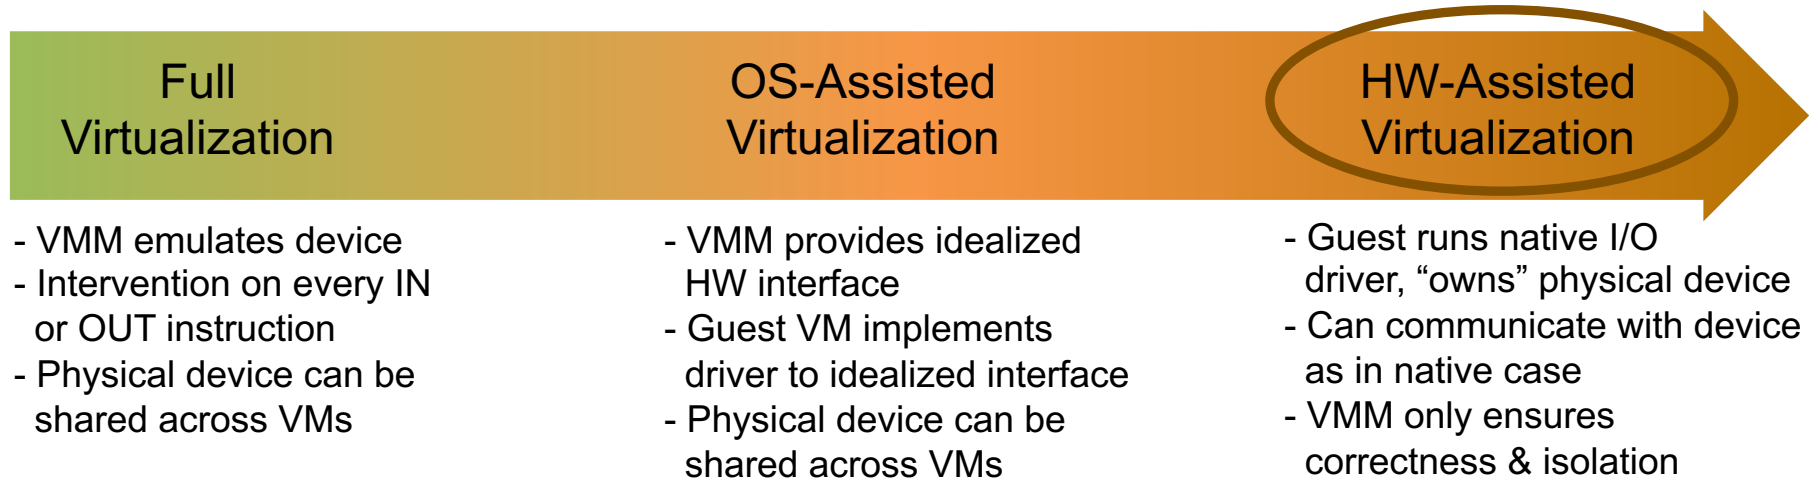 Full
Virtualization
OS-Assisted
Virtualization
HW-Assisted
Virtualization
- VMM emulates device
- Intervention on every IN
or OUT instruction
- Physical device can be
shared across VMs
- VMM provides idealized
HW interface
- Guest VM implements
driver to idealized interface
- Physical device can be
shared across VMs
- Guest runs native I/O
driver, “owns” physical device
- Can communicate with device
as in native case
- VMM only ensures
correctness & isolation